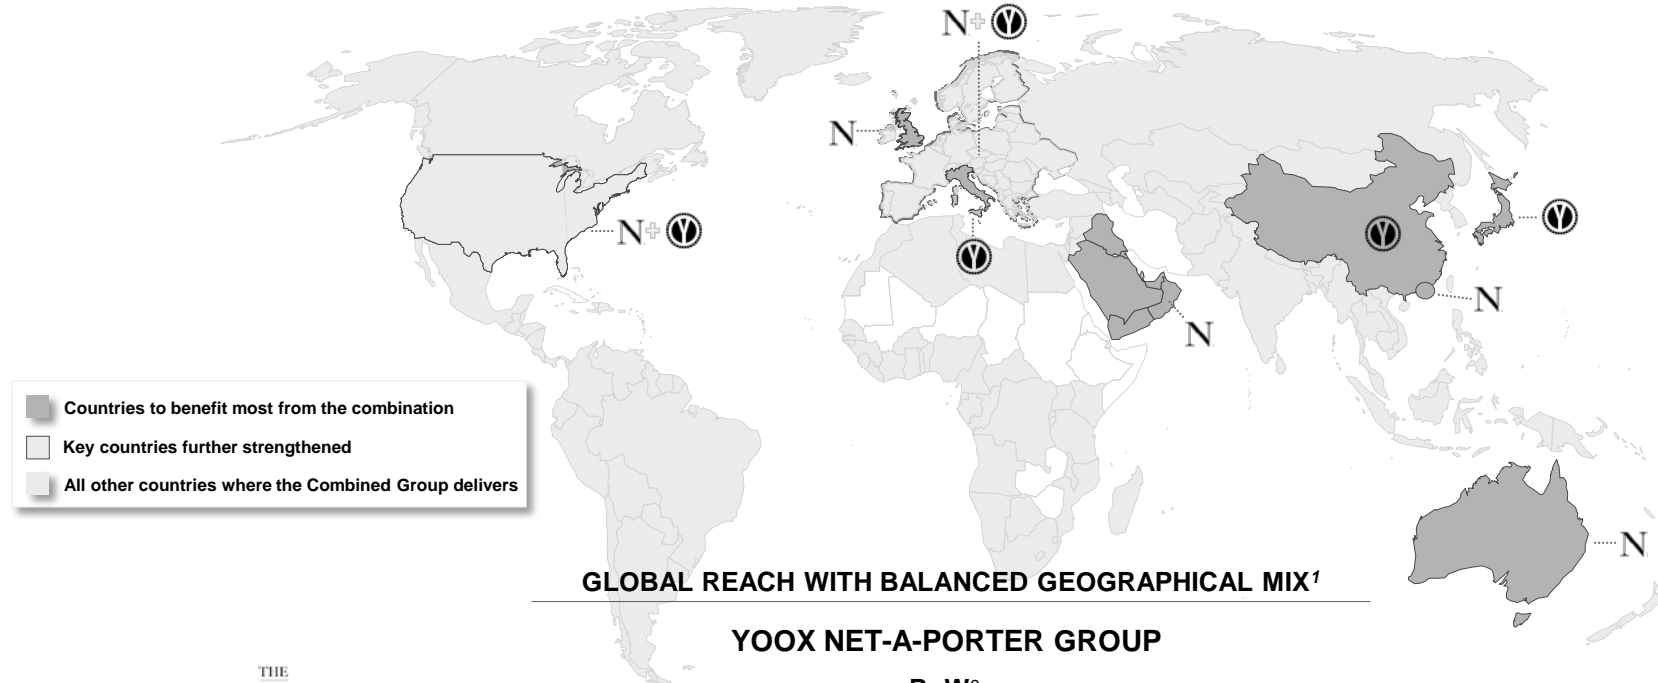 N+ Y
N
N+ Y
Y
Y
Y
N
N
N
Countries to benefit most from the combination
Key countries further strengthened
All other countries where the Combined Group delivers
GLOBAL REACH WITH BALANCED GEOGRAPHICAL MIX1
YOOX NET-A-PORTER GROUP
THE